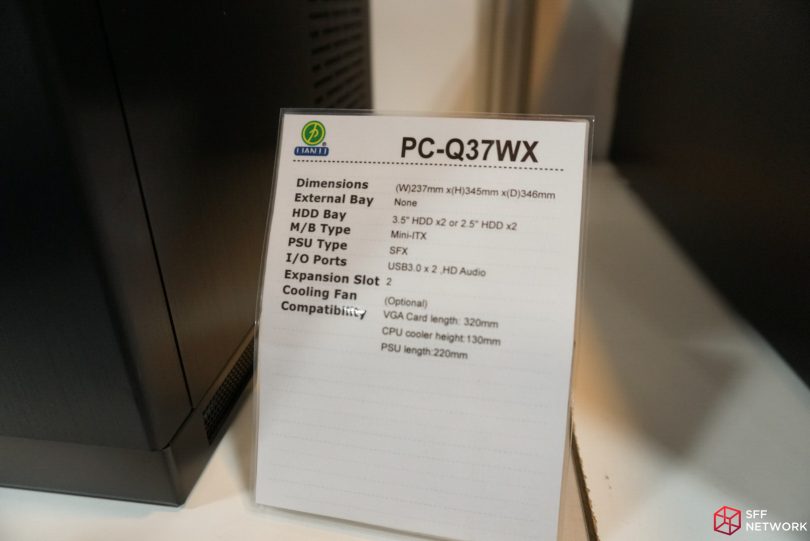 LIAN LI ®
PC-Q37WX
Dimensions (W)237mm x(H)345mm x(D)346mm
External Bay None
HDD Bay 3.5" HDD x2 or 2.5" HDD x2
M/B Type Mini-ITX
PSU Type SFX
I/O Ports USB3.0 x 2 ,HD Audio
Expansion Slot 2
Cooling Fan (Optional)
Compatibility VGA Card length: 320mm
CPU cooler height:130mm
PSU length:220mm
SFF
NETWORK